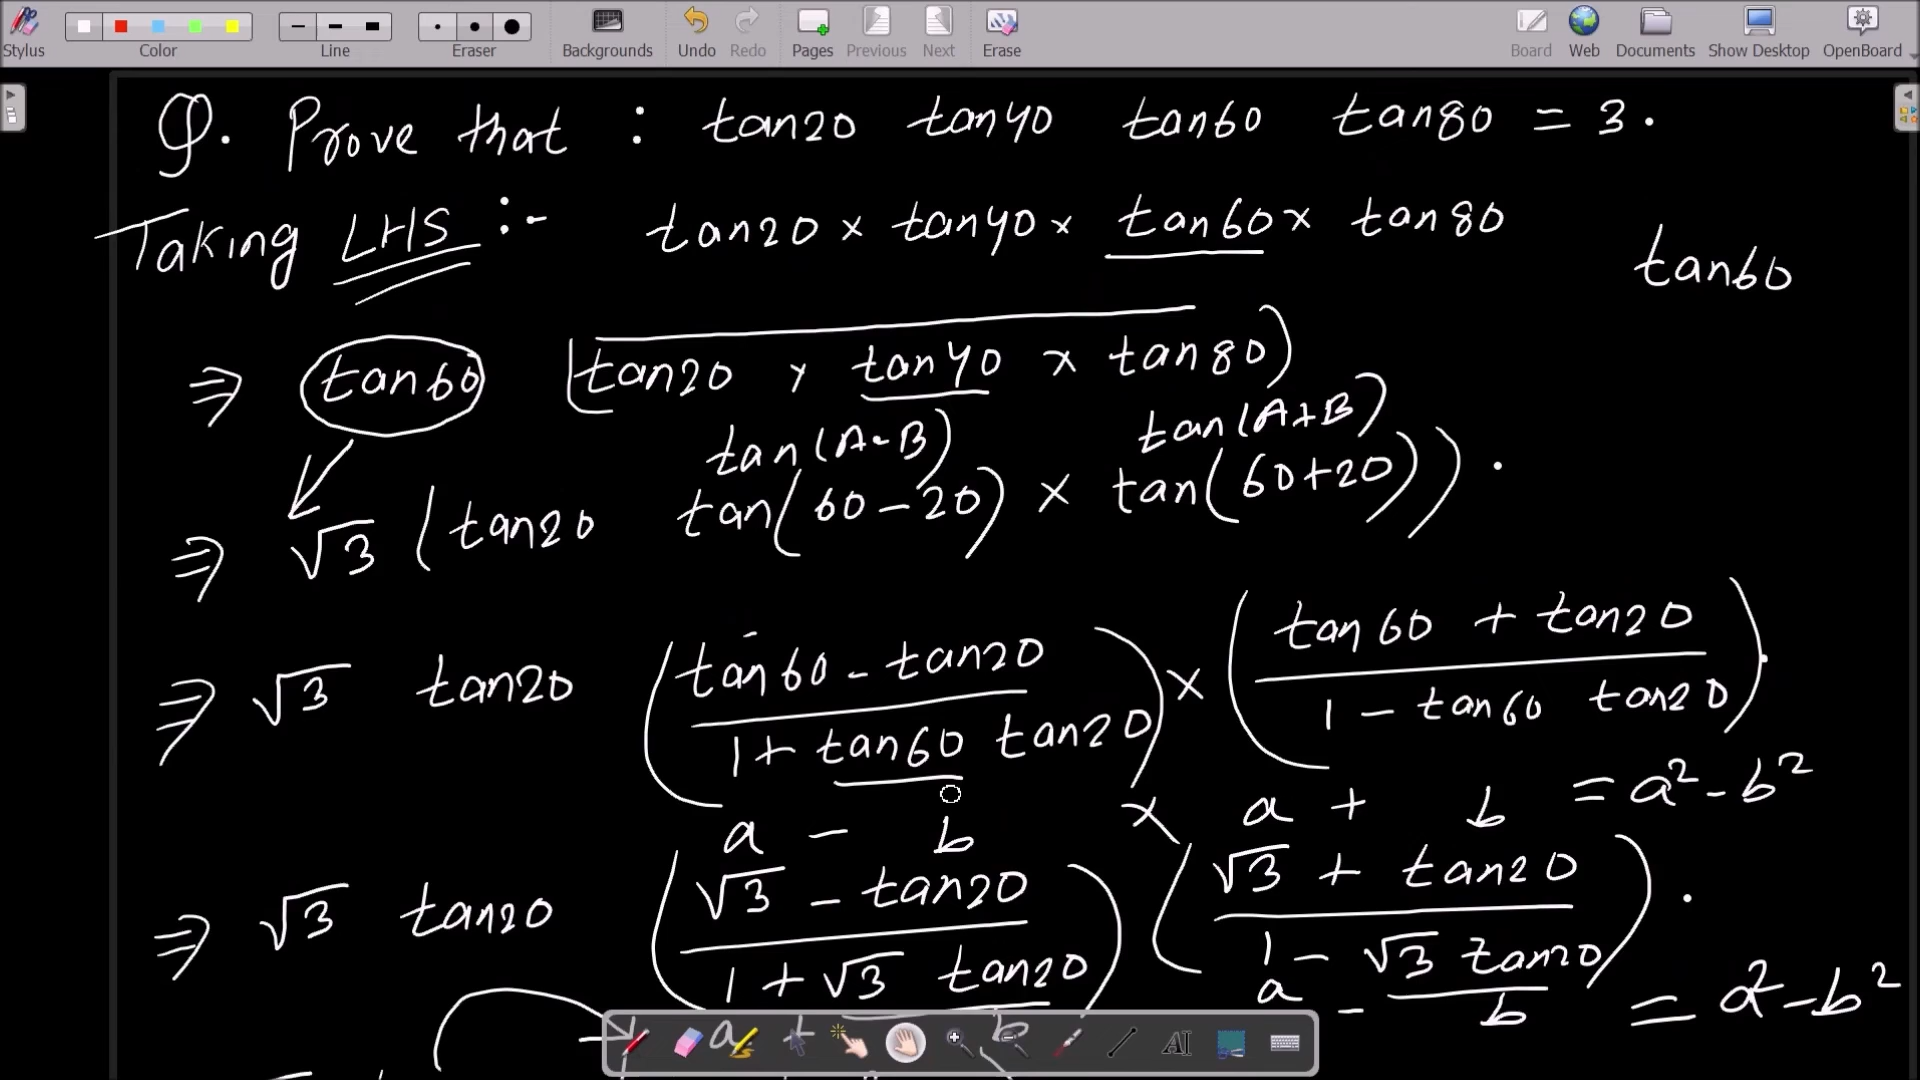 Stylus Color Line Eraser Backgrounds Undo Redo Pages Previous Next Erase Board Web Documents Show Desktop OpenBoard
Q. Prove that : tan20 tan40 tan60 tan80 = 3.
Taking LHS :- tan20 × tan40 × tan60 × tan80
tan60
⇒ tan60 (tan20 × tan40 × tan80)
tan(A-B) tan(A+B)
⇒ √3 (tan20 tan(60-20) × tan(60+20)).
⇒ √3 tan20 (tan60 - tan20 / 1 + tan60 tan20) × (tan60 + tan20 / 1 - tan60 tan20).
a - b × a + b = a² - b²
⇒ √3 tan20 (√3 - tan20 / 1 + √3 tan20) (√3 + tan20 / 1 - √3 tan20).
a + b a - b = a² - b²